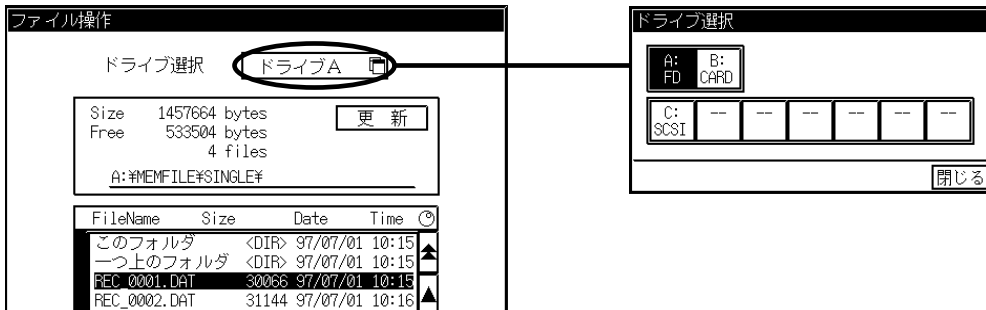 ファイル操作
ドライブ選択 ドライブA
Size 1457664 bytes 更 新
Free 533504 bytes
4 files
A:¥MEMFILE¥SINGLE¥
FileName Size Date Time
このフォルダ <DIR> 97/07/01 10:15
一つ上のフォルダ <DIR> 97/07/01 10:15
REC_0001.DAT 30066 97/07/01 10:15
REC_0002.DAT 31144 97/07/01 10:16
ドライブ選択
A: B:
FD CARD
C: -- -- -- -- -- --
SCSI
閉じる